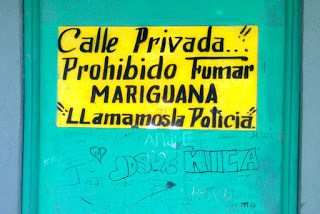 Calle Privada...
Prohibido Fumar
MARIGUANA
"LLamamosla Policia"